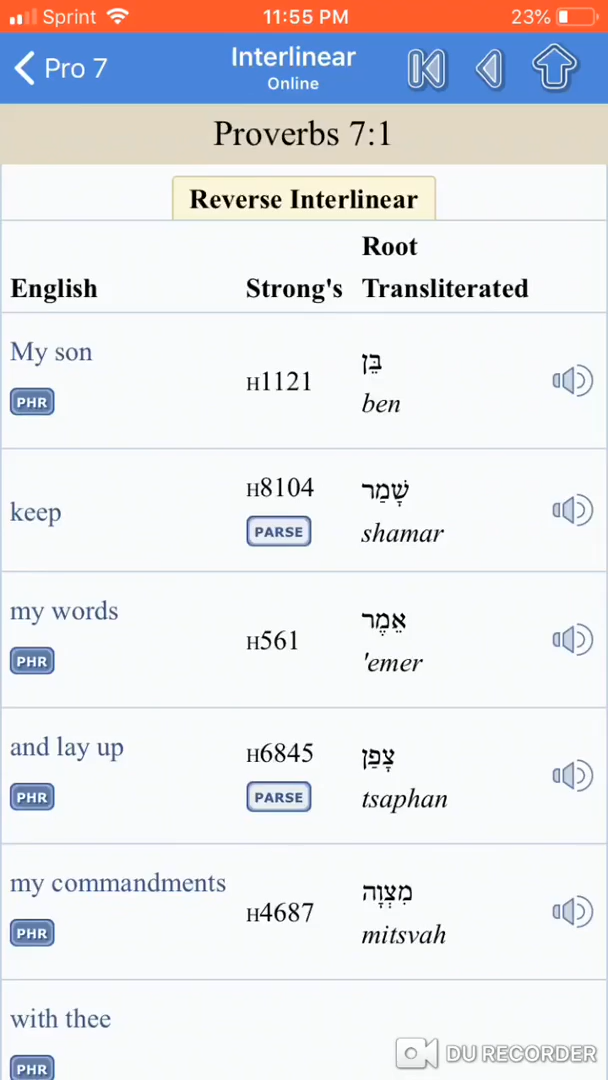 Sprint 11:55 PM 23%
Pro 7 Interlinear
Online
Proverbs 7:1
Reverse Interlinear
English Strong's Root Transliterated
My son
PHR
H1121
בֵּן
ben
keep
H8104
PARSE
שָׁמַר
shamar
my words
PHR
H561
אֵמֶר
'emer
and lay up
PHR
H6845
PARSE
צָפַן
tsaphan
my commandments
PHR
H4687
מִצְוָה
mitsvah
with thee
PHR
DU RECORDER